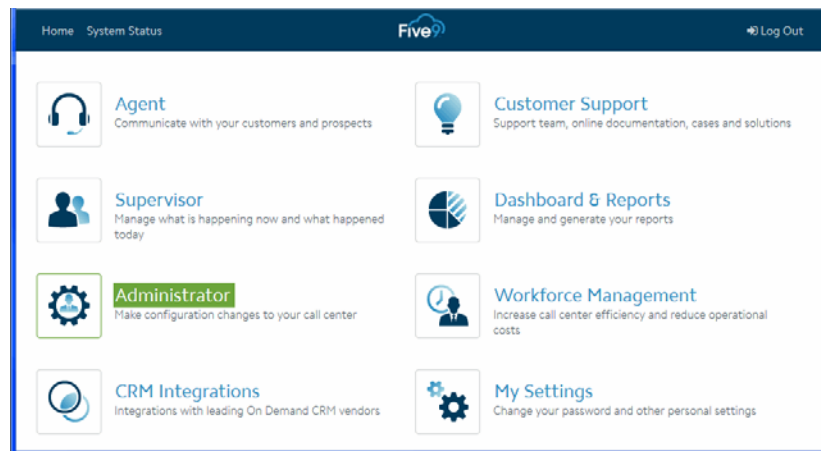 Home System Status Five9 Log Out
Agent
Communicate with your customers and prospects
Customer Support
Support team, online documentation, cases and solutions
Supervisor
Manage what is happening now and what happened
today
Dashboard & Reports
Manage and generate your reports
Administrator
Make configuration changes to your call center
Workforce Management
Increase call center efficiency and reduce operational
costs
CRM Integrations
Integrations with leading On Demand CRM vendors
My Settings
Change your password and other personal settings